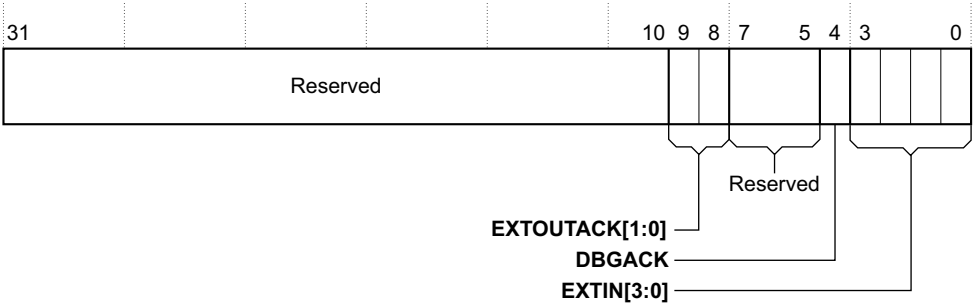 31 10 9 8 7 5 4 3 0
Reserved
Reserved
EXTOUTACK[1:0]
DBGACK
EXTIN[3:0]